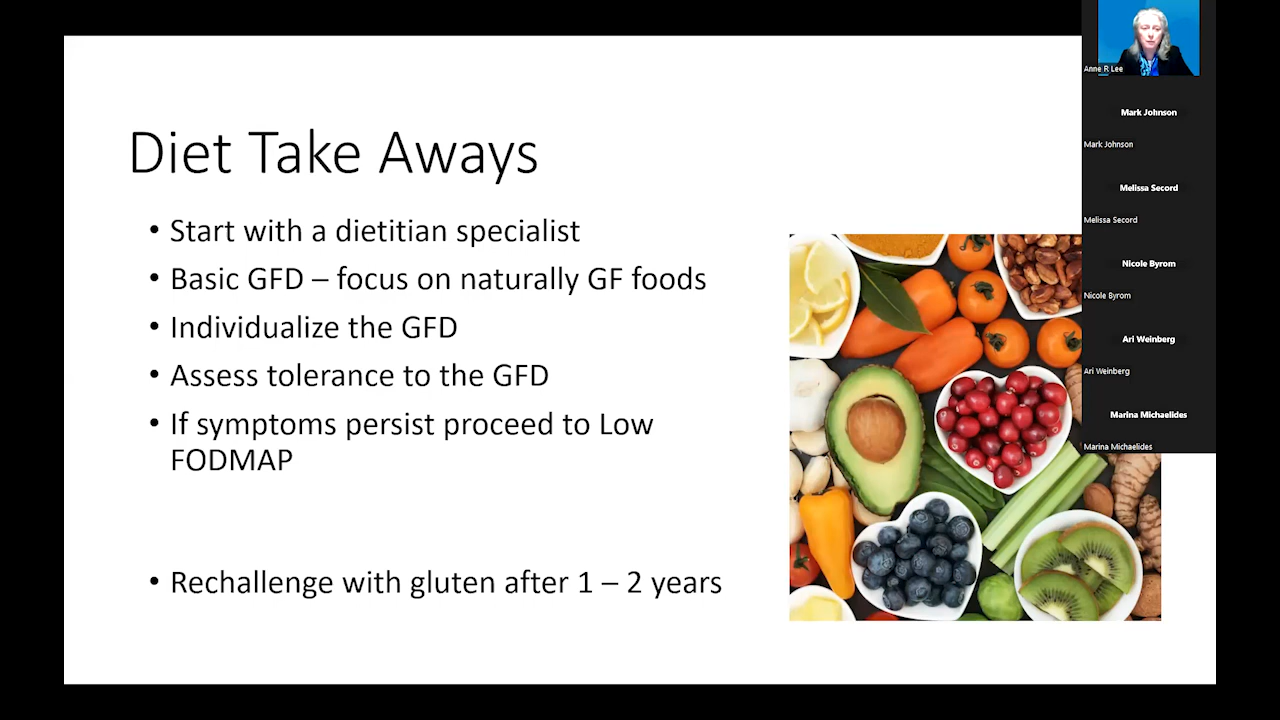 Diet Take Aways
• Start with a dietitian specialist
• Basic GFD – focus on naturally GF foods
• Individualize the GFD
• Assess tolerance to the GFD
• If symptoms persist proceed to Low
FODMAP
• Rechallenge with gluten after 1 – 2 years
Anne R Lee
Mark Johnson
Mark Johnson
Melissa Secord
Melissa Secord
Nicole Byrom
Nicole Byrom
Ari Weinberg
Ari Weinberg
Marina Michaelides
Marina Michaelides